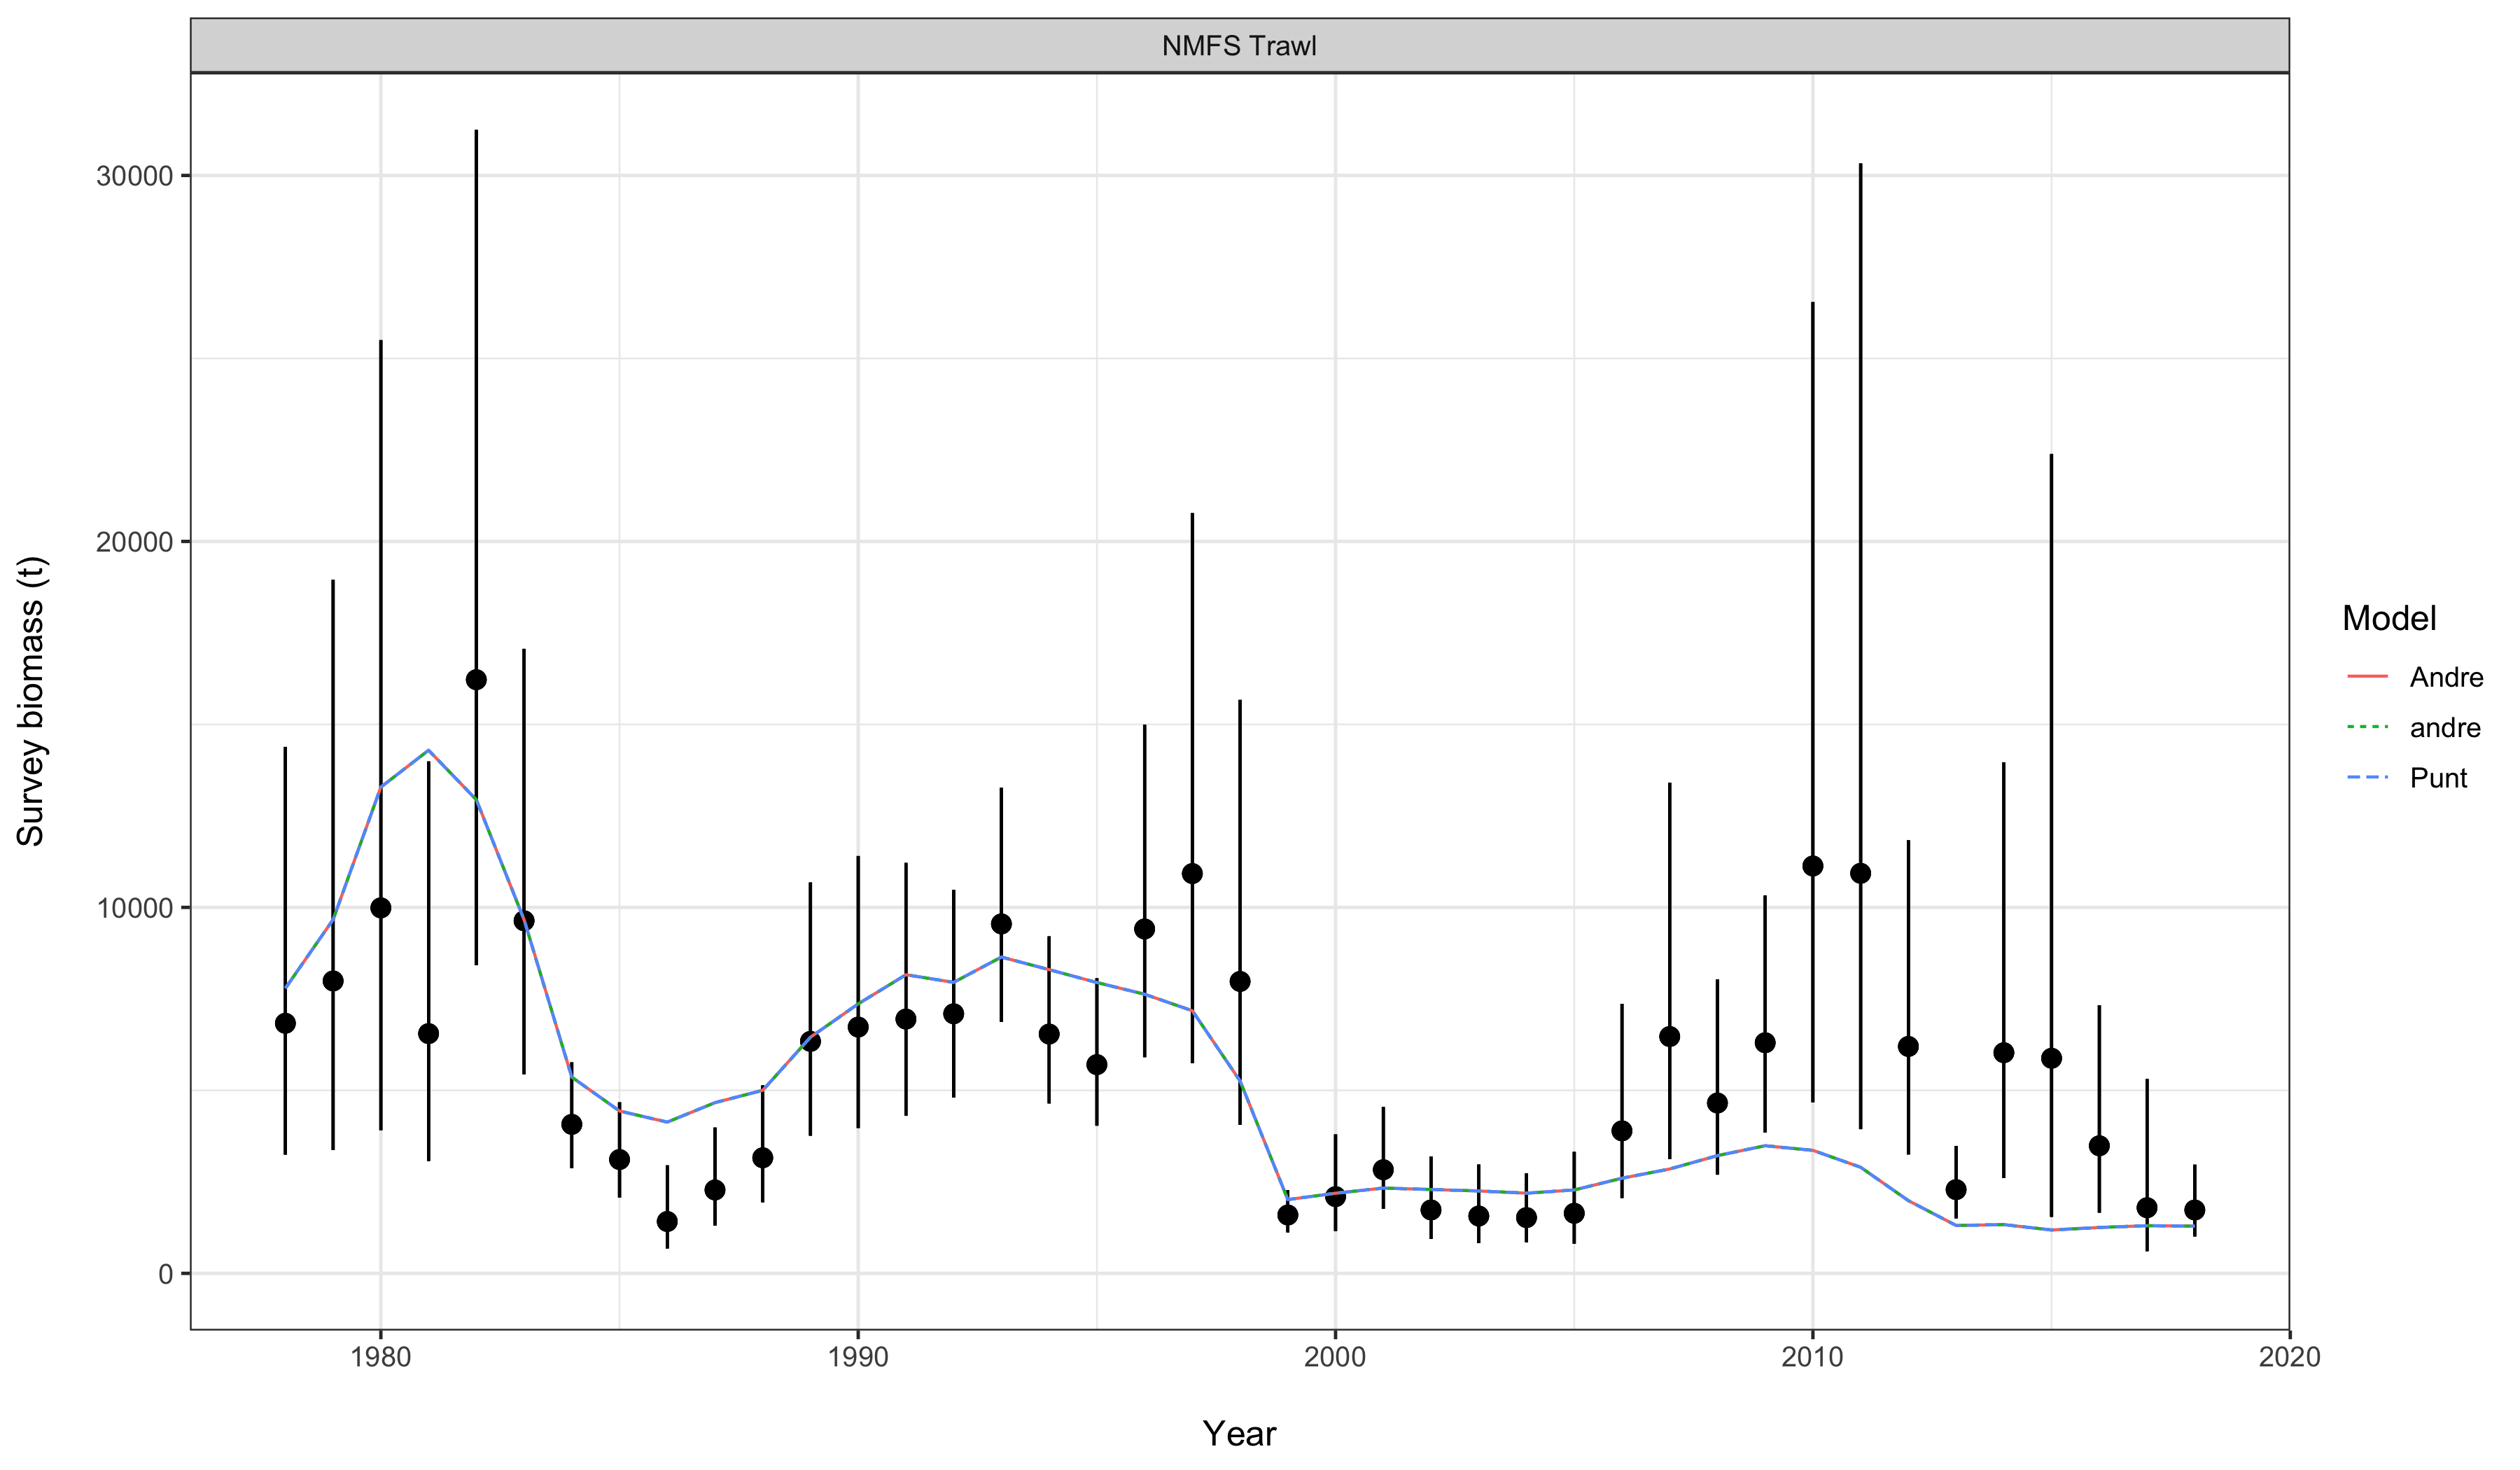 NMFS Trawl
Survey biomass (t)
30000
20000
10000
0
1980
1990
2000
2010
2020
Year
Model
Andre
andre
Punt